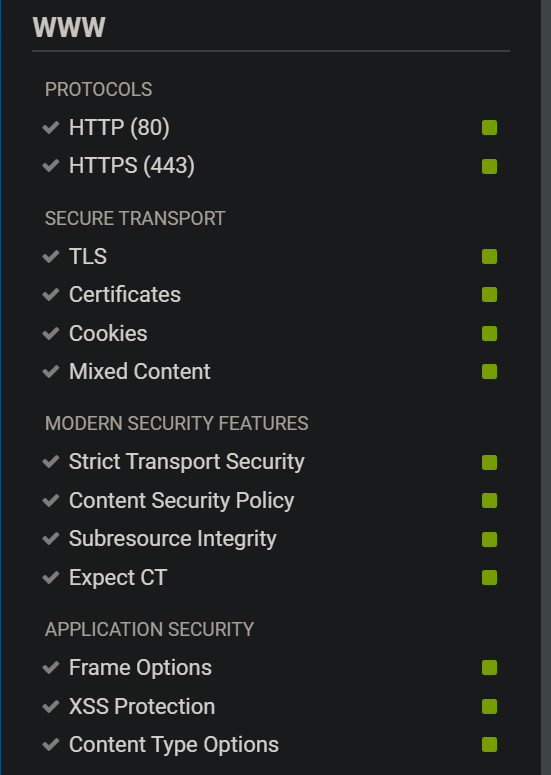 WWW
PROTOCOLS
HTTP (80)
HTTPS (443)
SECURE TRANSPORT
TLS
Certificates
Cookies
Mixed Content
MODERN SECURITY FEATURES
Strict Transport Security
Content Security Policy
Subresource Integrity
Expect CT
APPLICATION SECURITY
Frame Options
XSS Protection
Content Type Options